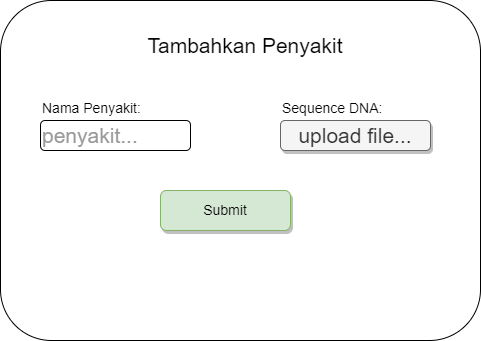 Tambahkan Penyakit
Nama Penyakit:
penyakit...
Sequence DNA:
upload file...
Submit